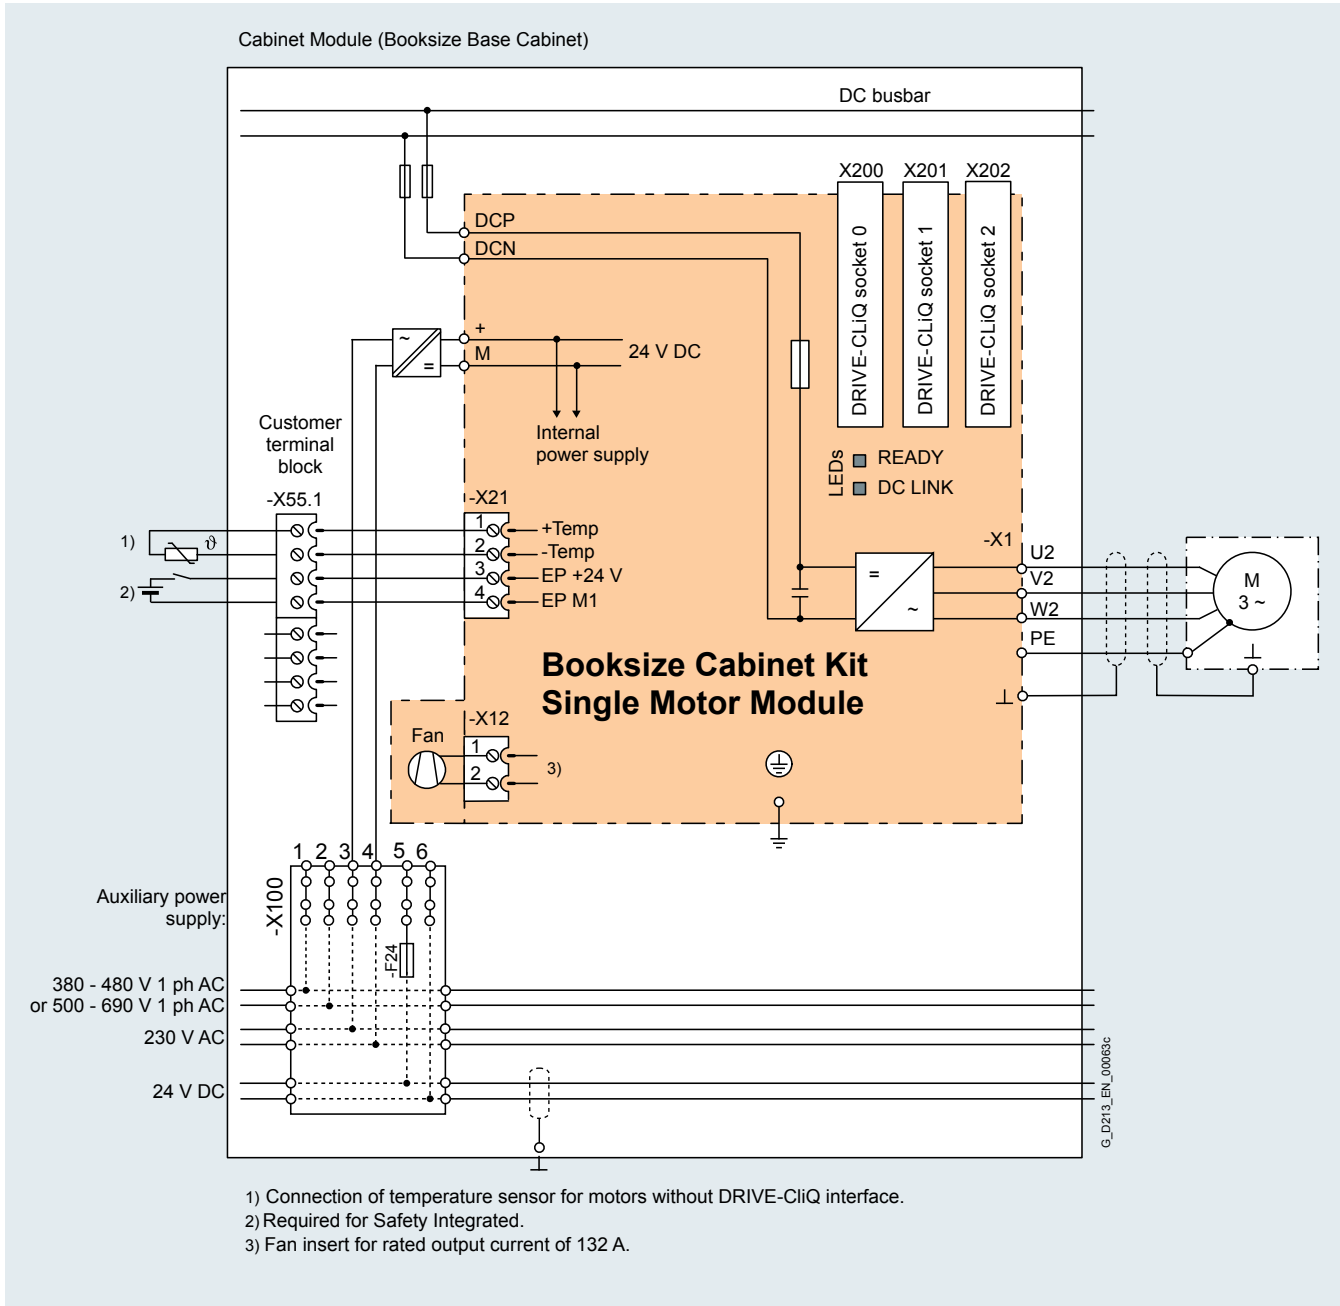 Cabinet Module (Booksize Base Cabinet)
DC busbar
X200
X201
X202
DRIVE-CLiQ socket 0
DRIVE-CLiQ socket 1
DRIVE-CLiQ socket 2
DCP
DCN
+
M
24 V DC
~
=
Internal
power supply
LEDs
READY
DC LINK
Customer
terminal
block
-X55.1
-X21
1)
ϑ
2)
1
+Temp
2
-Temp
3
EP +24 V
4
EP M1
-X1
=
~
U2
V2
W2
PE
M
3 ~
Booksize Cabinet Kit
Single Motor Module
Fan
-X12
1
2
3)
1 2 3 4 5 6
-X100
-F24
Auxiliary power
supply:
380 - 480 V 1 ph AC
or 500 - 690 V 1 ph AC
230 V AC
24 V DC
G_D213_EN_00063c
1) Connection of temperature sensor for motors without DRIVE-CliQ interface.
2) Required for Safety Integrated.
3) Fan insert for rated output current of 132 A.